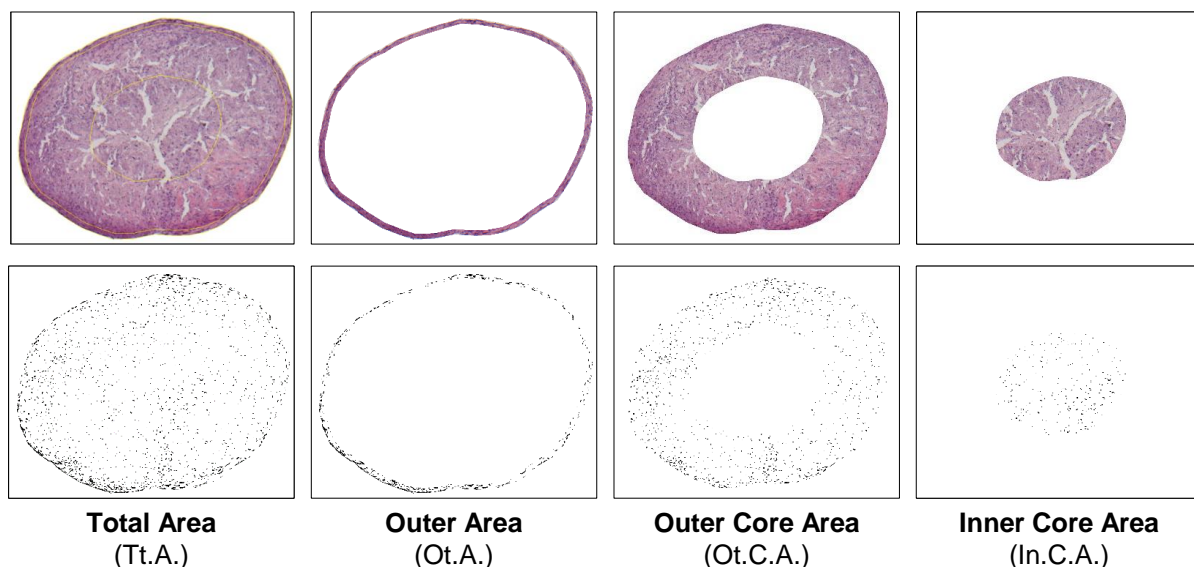 Total Area
(Tt.A.)
Outer Area
(Ot.A.)
Outer Core Area
(Ot.C.A.)
Inner Core Area
(In.C.A.)